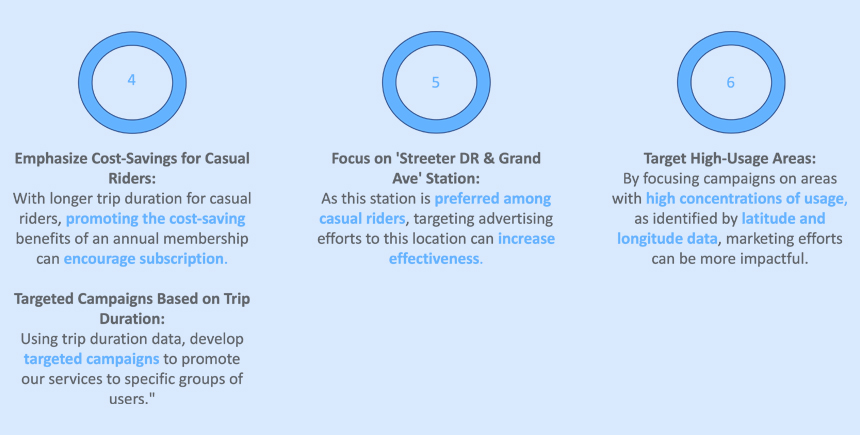 4
Emphasize Cost-Savings for Casual
Riders:
With longer trip duration for casual
riders, promoting the cost-saving
benefits of an annual membership
can encourage subscription.
Targeted Campaigns Based on Trip
Duration:
Using trip duration data, develop
targeted campaigns to promote
our services to specific groups of
users."
5
Focus on 'Streeter DR & Grand
Ave' Station:
As this station is preferred among
casual riders, targeting advertising
efforts to this location can increase
effectiveness.
6
Target High-Usage Areas:
By focusing campaigns on areas
with high concentrations of usage,
as identified by latitude and
longitude data, marketing efforts
can be more impactful.